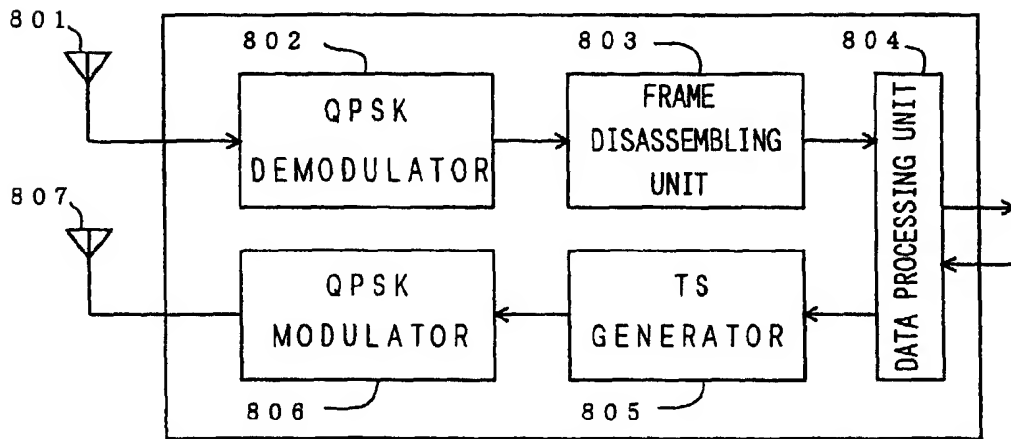 801
802
803
804
QPSK
DEMODULATOR
FRAME
DISASSEMBLING
UNIT
DATA PROCESSING UNIT
807
QPSK
MODULATOR
TS
GENERATOR
806
805